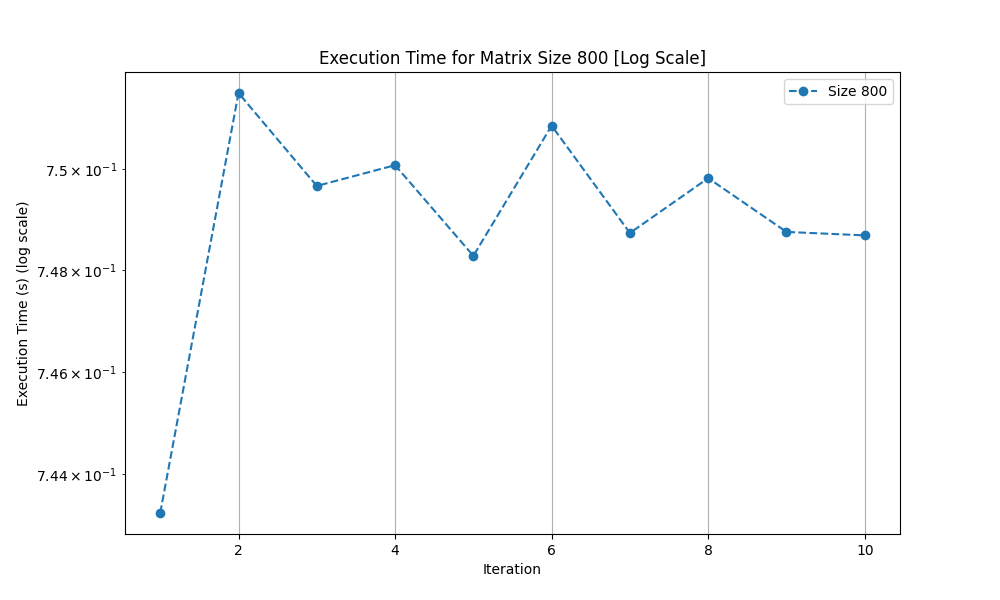 Execution Time for Matrix Size 800 [Log Scale]
Size 800
7.5 × 10⁻¹
7.48 × 10⁻¹
7.46 × 10⁻¹
7.44 × 10⁻¹
Execution Time (s) (log scale)
2 4 6 8 10
Iteration